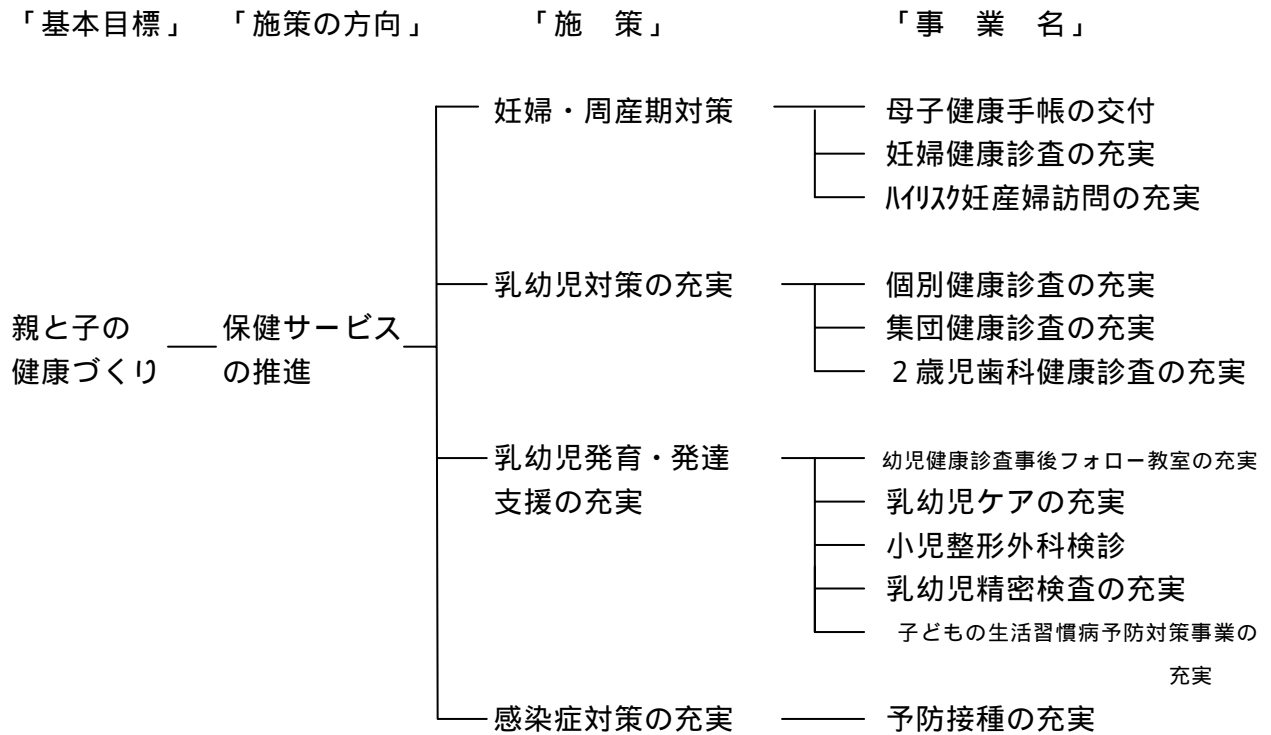 「基本目標」 「施策の方向」 「施 策」 「事 業 名」
妊婦・周産期対策 母子健康手帳の交付
妊婦健康診査の充実
ﾊｲﾘｽｸ妊産婦訪問の充実
乳幼児対策の充実 個別健康診査の充実
親と子の 保健サービス 集団健康診査の充実
健康づくり の推進 2歳児歯科健康診査の充実
乳幼児発育・発達 幼児健康診査事後フォロー教室の充実
支援の充実 乳幼児ケアの充実
小児整形外科検診
乳幼児精密検査の充実
子どもの生活習慣病予防対策事業の
充実
感染症対策の充実 予防接種の充実